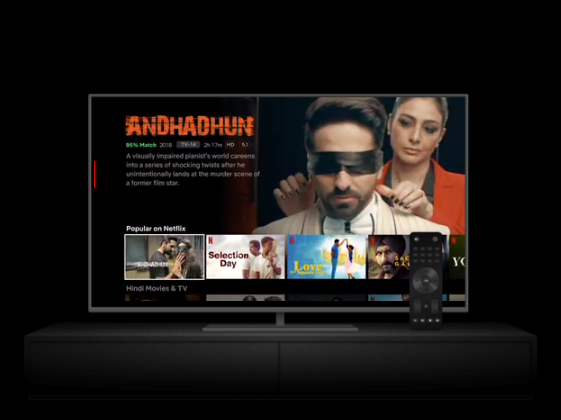 ANDHADHUN
95% Match 2018 TV-14 2h 17m HD 5.1
A visually impaired pianist's world careens
into a series of shocking twists after he
unintentionally lands at the murder scene of
a former film star.
Popular on Netflix
ANDHADHUN
Selection
Day
Love
Hindi Movies & TV